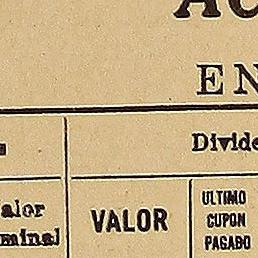 EN
Divide
alor
minal
VALOR
ULTIMO
CUPON
PAGADO